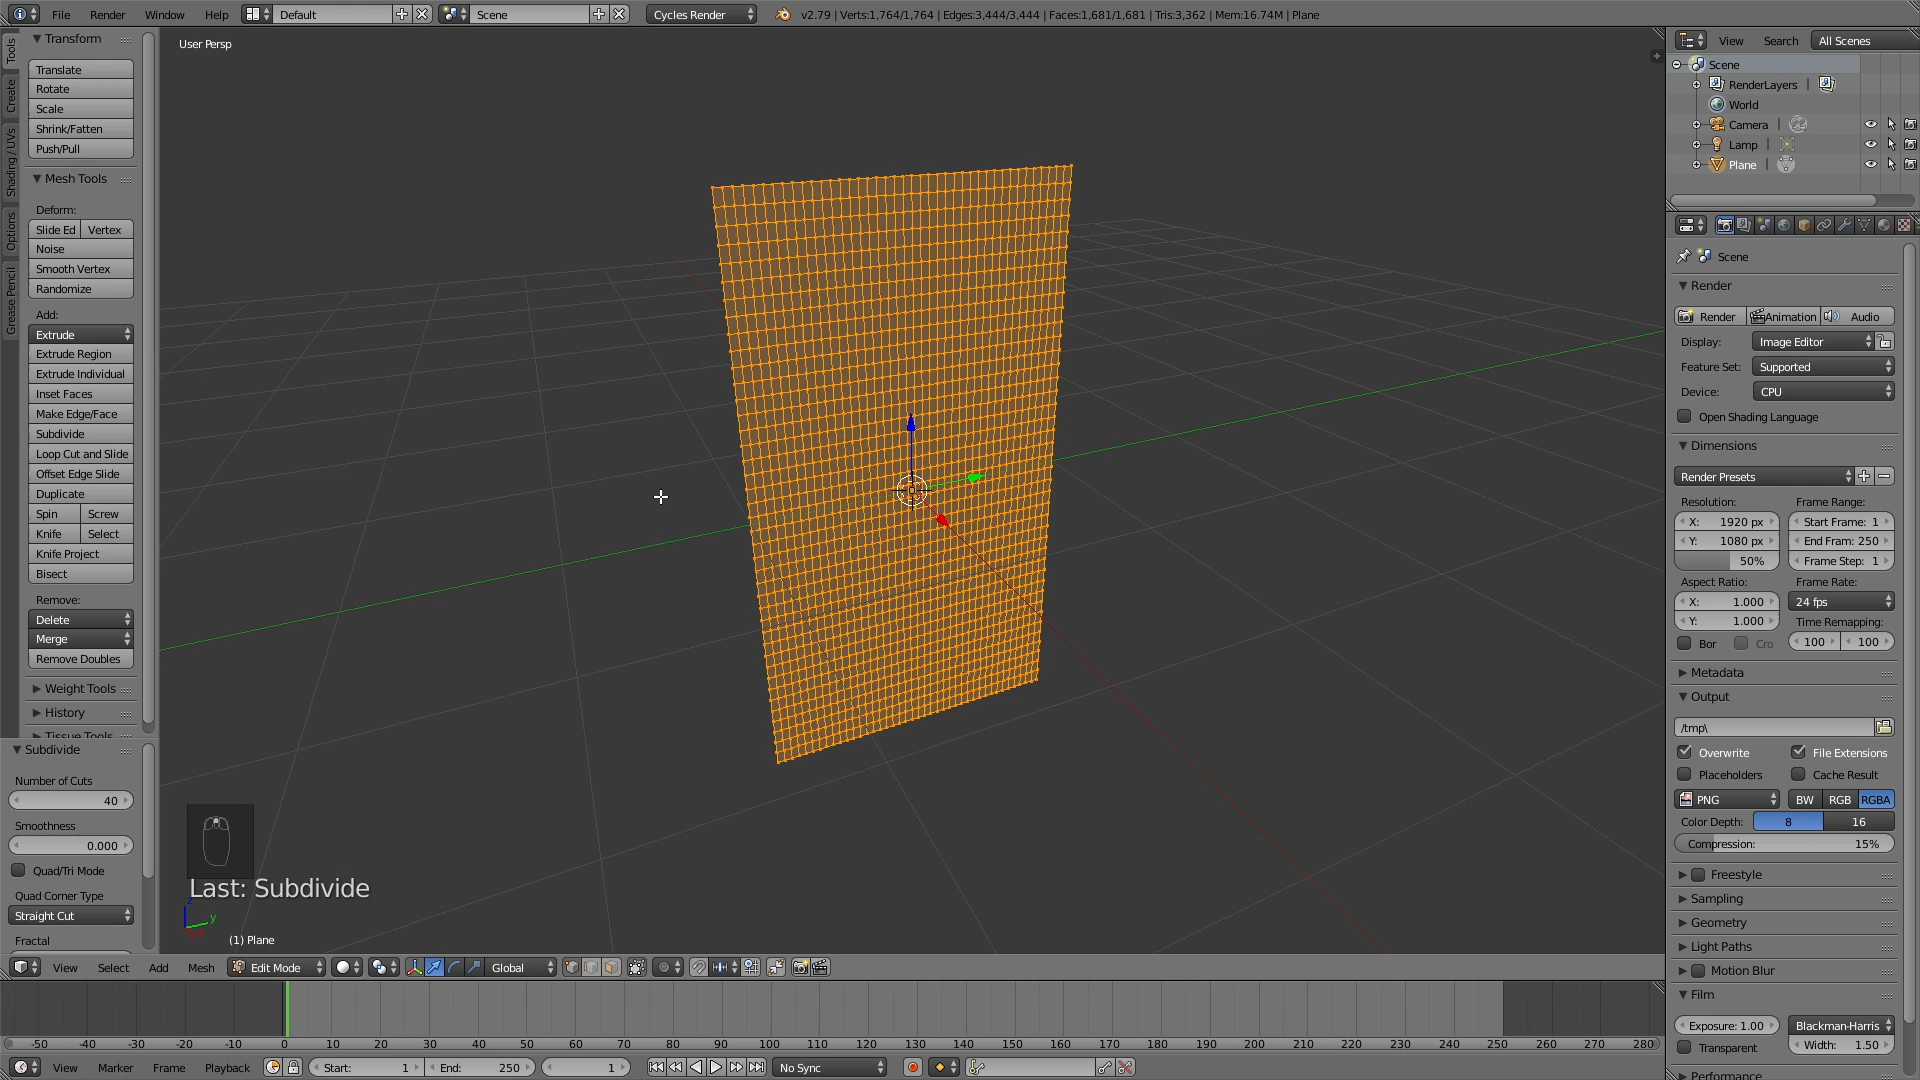 File Render Window Help Default Scene Cycles Render v2.79 | Verts:1,764/1,764 | Edges:3,444/3,444 | Faces:1,681/1,681 | Tris:3,362 | Mem:16.74M | Plane
Tools
Create
Shading / UVs
Options
Grease Pencil
Transform
Translate
Rotate
Scale
Shrink/Fatten
Push/Pull
Mesh Tools
Deform:
Slide Ed Vertex
Noise
Smooth Vertex
Randomize
Add:
Extrude
Extrude Region
Extrude Individual
Inset Faces
Make Edge/Face
Subdivide
Loop Cut and Slide
Offset Edge Slide
Duplicate
Spin Screw
Knife Select
Knife Project
Bisect
Remove:
Delete
Merge
Remove Doubles
Weight Tools
History
Tissue Tools
Subdivide
Number of Cuts
40
Smoothness
0.000
Quad/Tri Mode
Quad Corner Type
Straight Cut
Fractal
User Persp
Last: Subdivide
z
y
(1) Plane
View Select Add Mesh Edit Mode Global
-50 -40 -30 -20 -10 0 10 20 30 40 50 60 70 80 90 100 110 120 130 140 150 160 170 180 190 200 210 220 230 240 250 260 270 280
View Marker Frame Playback Start: 1 End: 250 1 No Sync
View Search All Scenes
Scene
RenderLayers |
World
Camera |
Lamp |
Plane |
Scene
Render
Render Animation Audio
Display: Image Editor
Feature Set: Supported
Device: CPU
Open Shading Language
Dimensions
Render Presets
Resolution: Frame Range:
X: 1920 px Start Frame: 1
Y: 1080 px End Fram: 250
50% Frame Step: 1
Aspect Ratio: Frame Rate:
X: 1.000 24 fps
Y: 1.000 Time Remapping:
Bor Cro 100 100
Metadata
Output
/tmp\
Overwrite File Extensions
Placeholders Cache Result
PNG BW RGB RGBA
Color Depth: 8 16
Compression: 15%
Freestyle
Sampling
Geometry
Light Paths
Motion Blur
Film
Exposure: 1.00 Blackman-Harris
Transparent Width: 1.50
Performance